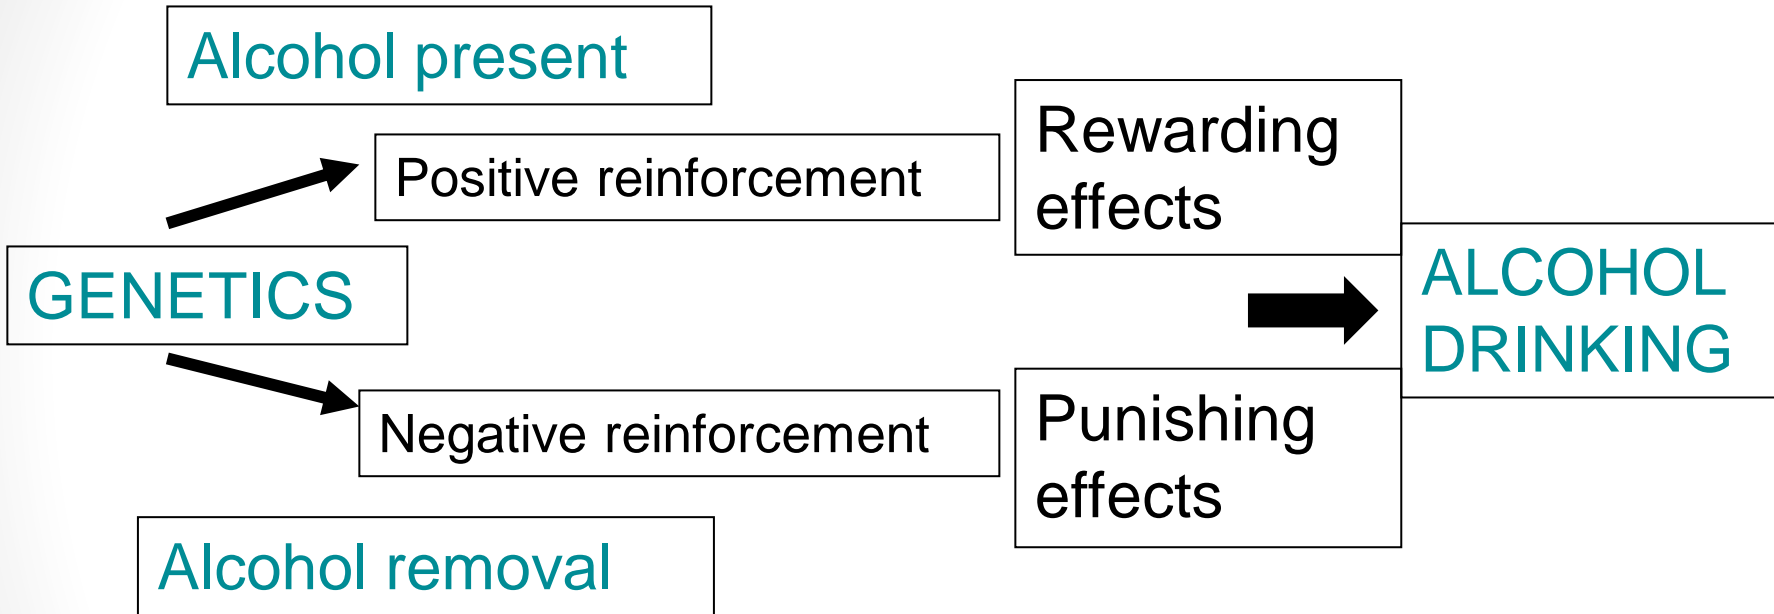 Alcohol present
Positive reinforcement
Rewarding
effects
GENETICS
ALCOHOL
DRINKING
Negative reinforcement
Punishing
effects
Alcohol removal